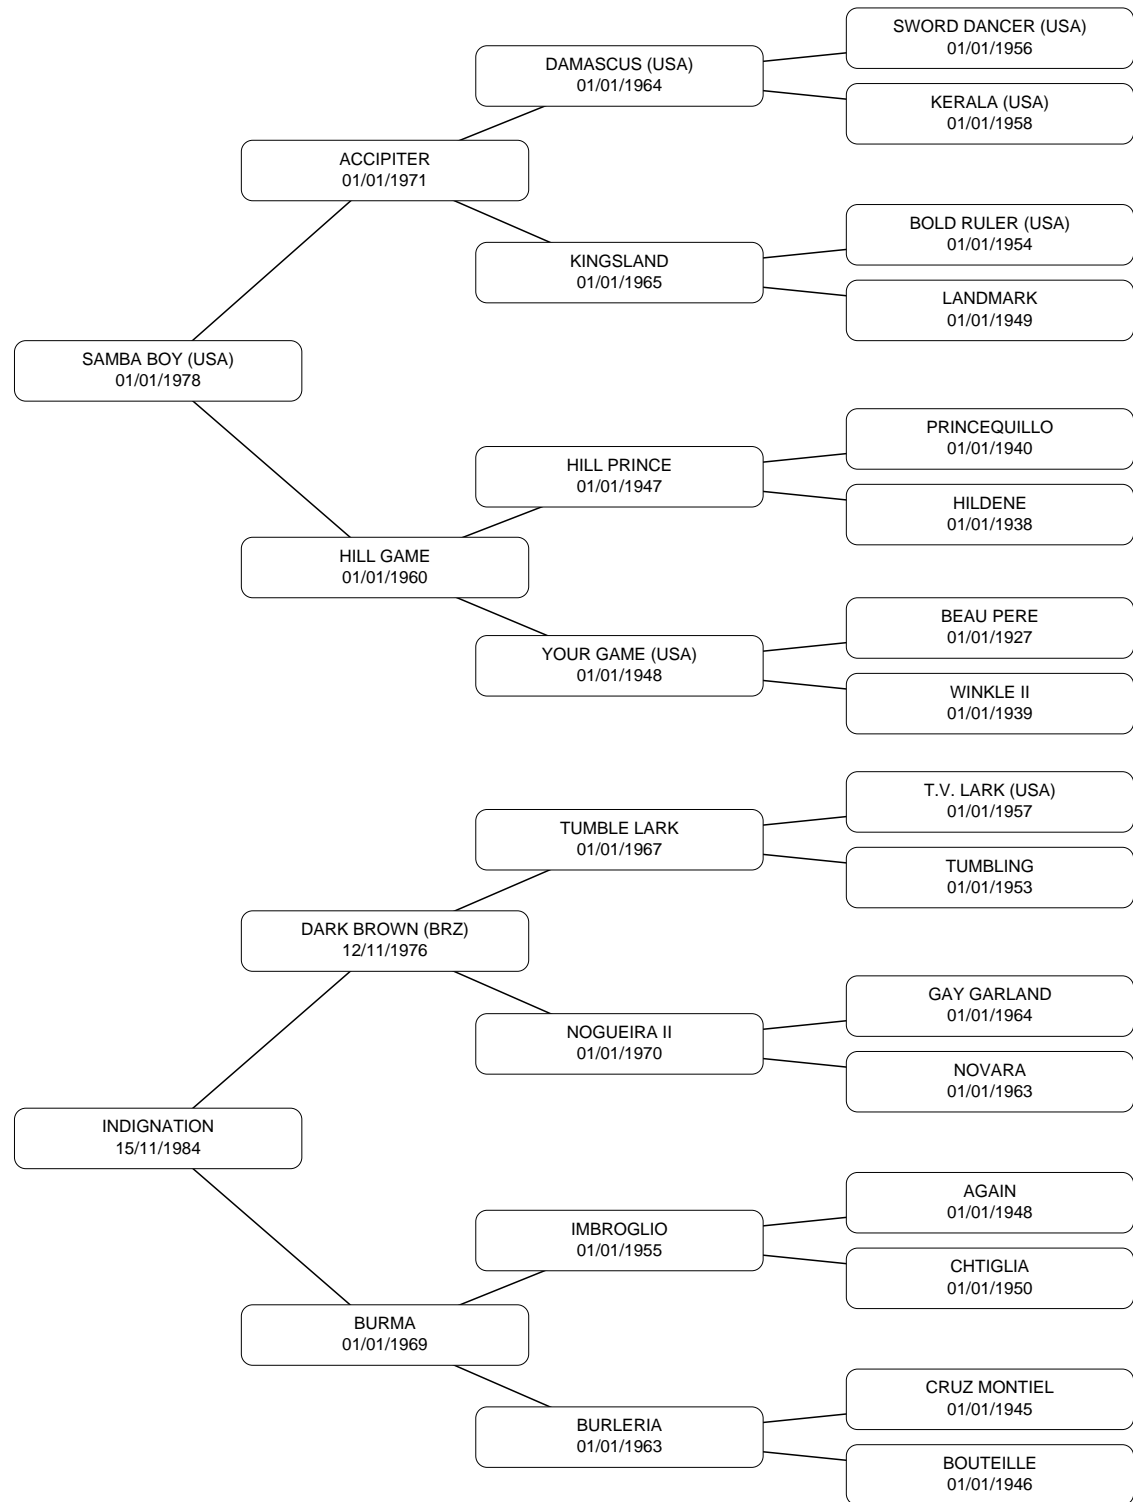 SWORD DANCER (USA)
01/01/1956
DAMASCUS (USA)
01/01/1964
KERALA (USA)
01/01/1958
ACCIPITER
01/01/1971
BOLD RULER (USA)
01/01/1954
KINGSLAND
01/01/1965
LANDMARK
01/01/1949
SAMBA BOY (USA)
01/01/1978
PRINCEQUILLO
01/01/1940
HILL PRINCE
01/01/1947
HILDENE
01/01/1938
HILL GAME
01/01/1960
BEAU PERE
01/01/1927
YOUR GAME (USA)
01/01/1948
WINKLE II
01/01/1939
T.V. LARK (USA)
01/01/1957
TUMBLE LARK
01/01/1967
TUMBLING
01/01/1953
DARK BROWN (BRZ)
12/11/1976
GAY GARLAND
01/01/1964
NOGUEIRA II
01/01/1970
NOVARA
01/01/1963
INDIGNATION
15/11/1984
AGAIN
01/01/1948
IMBROGLIO
01/01/1955
CHTIGLIA
01/01/1950
BURMA
01/01/1969
CRUZ MONTIEL
01/01/1945
BURLERIA
01/01/1963
BOUTEILLE
01/01/1946